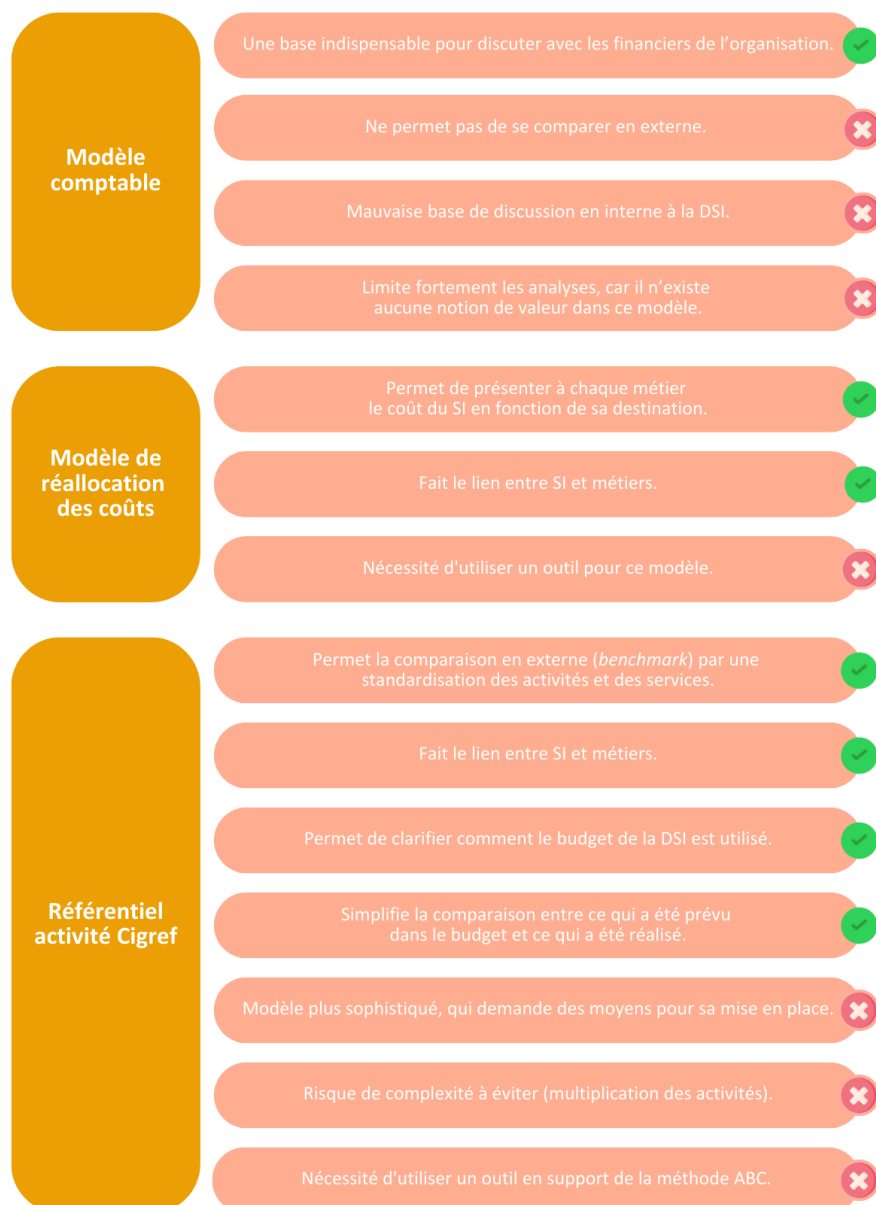 Modèle
comptable
Une base indispensable pour discuter avec les financiers de l'organisation.
Ne permet pas de se comparer en externe.
Mauvaise base de discussion en interne à la DSI.
Limite fortement les analyses, car il n'existe
aucune notion de valeur dans ce modèle.
Modèle de
réallocation
des coûts
Permet de présenter à chaque métier
le coût du SI en fonction de sa destination.
Fait le lien entre SI et métiers.
Nécessité d'utiliser un outil pour ce modèle.
Référentiel
activité Cigref
Permet la comparaison en externe (benchmark) par une
standardisation des activités et des services.
Fait le lien entre SI et métiers.
Permet de clarifier comment le budget de la DSI est utilisé.
Simplifie la comparaison entre ce qui a été prévu
dans le budget et ce qui a été réalisé.
Modèle plus sophistiqué, qui demande des moyens pour sa mise en place.
Risque de complexité à éviter (multiplication des activités).
Nécessité d'utiliser un outil en support de la méthode ABC.